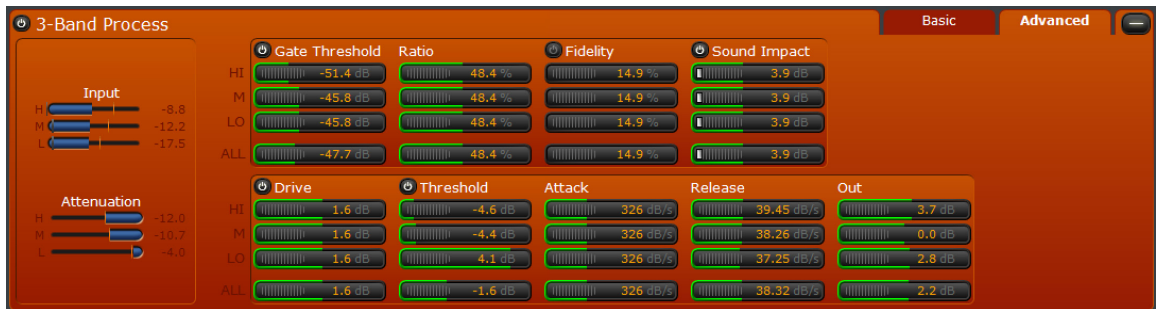 3-Band Process Basic Advanced
Gate Threshold Ratio Fidelity Sound Impact
HI -51.4 dB 48.4 % 14.9 % 3.9 dB
M -45.8 dB 48.4 % 14.9 % 3.9 dB
LO -45.8 dB 48.4 % 14.9 % 3.9 dB
ALL -47.7 dB 48.4 % 14.9 % 3.9 dB
Input
H -8.8
M -12.2
L -17.5
Drive Threshold Attack Release Out
HI 1.6 dB -4.6 dB 326 dB/s 39.45 dB/s 3.7 dB
M 1.6 dB -4.4 dB 326 dB/s 38.26 dB/s 0.0 dB
LO 1.6 dB 4.1 dB 326 dB/s 37.25 dB/s 2.8 dB
ALL 1.6 dB -1.6 dB 326 dB/s 38.32 dB/s 2.2 dB
Attenuation
H -12.0
M -10.7
L -4.0